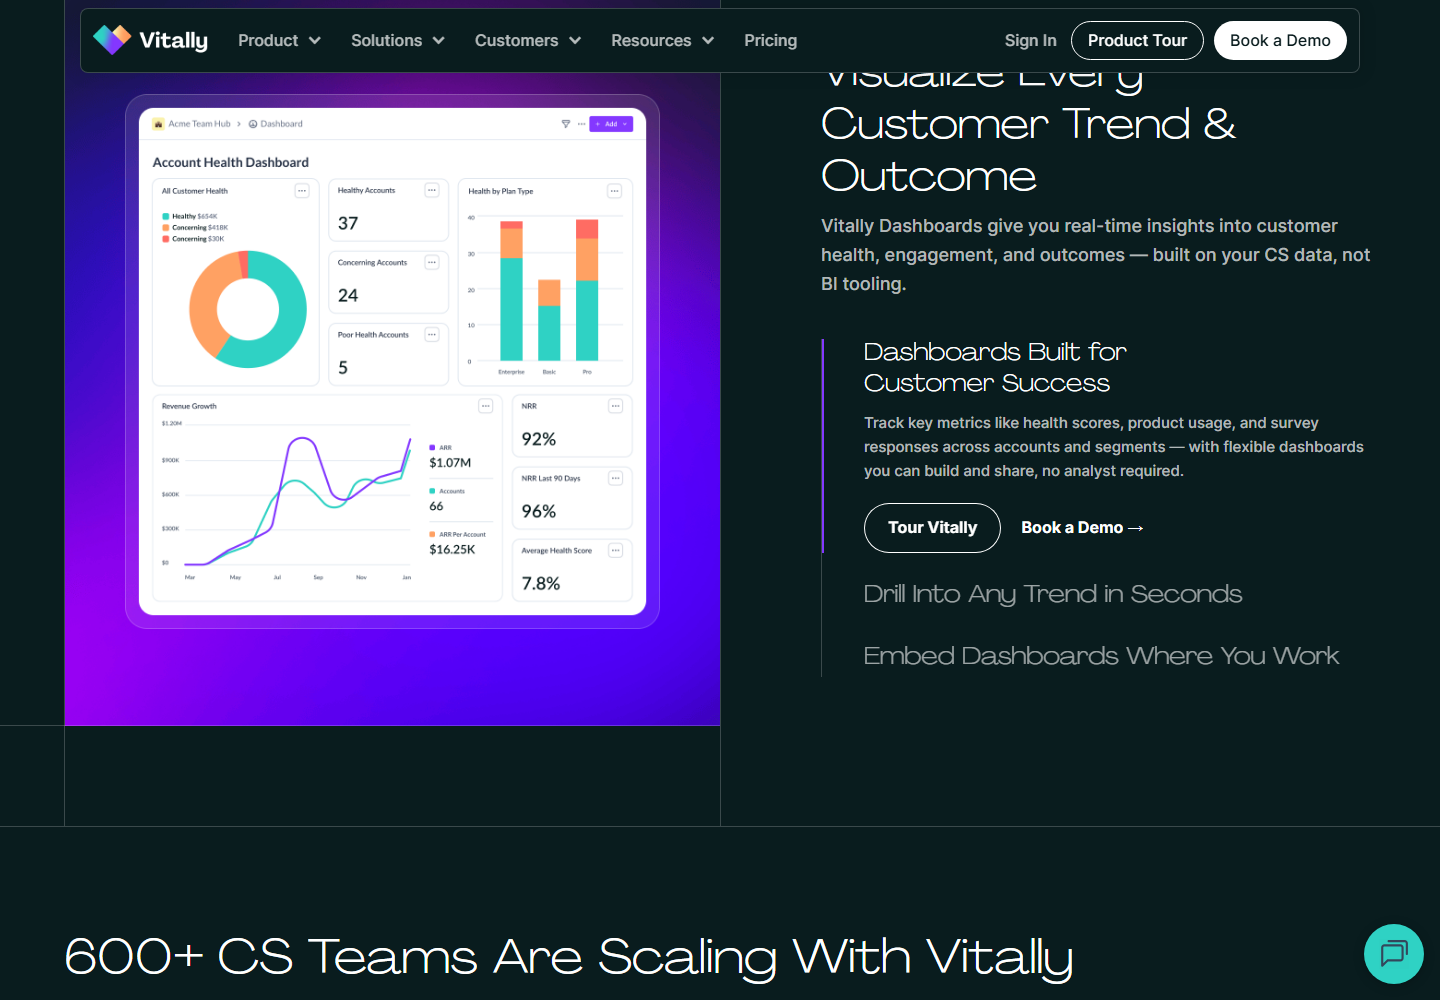 Vitally
Product
Solutions
Customers
Resources
Pricing
Sign In
Product Tour
Book a Demo
Acme Team Hub
Dashboard
+ Add
Account Health Dashboard
All Customer Health
Healthy $654K
Concerning $418K
Concerning $30K
Healthy Accounts
37
Concerning Accounts
24
Poor Health Accounts
5
Health by Plan Type
40
30
20
10
0
Enterprise
Basic
Pro
Revenue Growth
$1.20M
$900K
$600K
$300K
$0
Mar
May
Jul
Sep
Nov
Jan
ARR
$1.07M
Accounts
66
ARR Per Account
$16.25K
NRR
92%
NRR Last 90 Days
96%
Average Health Score
7.8%
Visualize Every
Customer Trend &
Outcome
Vitally Dashboards give you real-time insights into customer
health, engagement, and outcomes — built on your CS data, not
BI tooling.
Dashboards Built for
Customer Success
Track key metrics like health scores, product usage, and survey
responses across accounts and segments — with flexible dashboards
you can build and share, no analyst required.
Tour Vitally
Book a Demo →
Drill Into Any Trend in Seconds
Embed Dashboards Where You Work
600+ CS Teams Are Scaling With Vitally